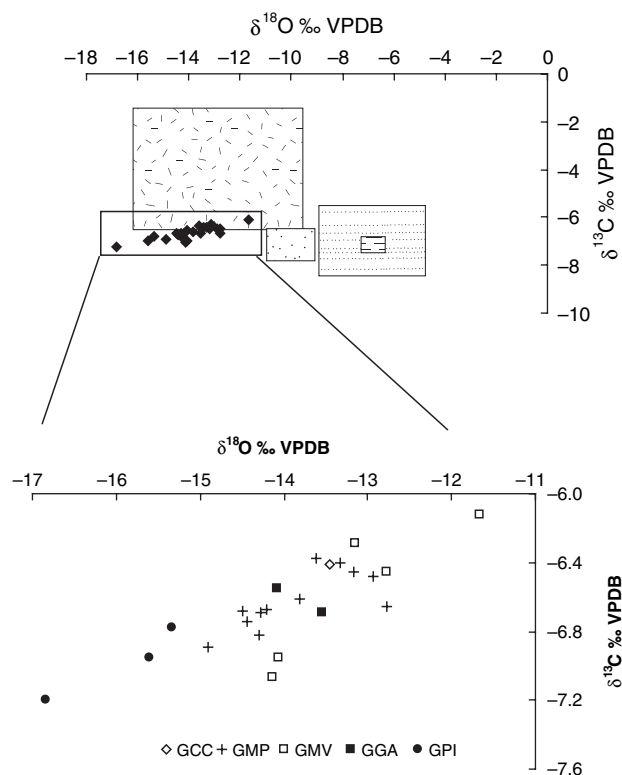 δ18O ‰ VPDB
−18 −16 −14 −12 −10 −8 −6 −4 −2 0
0
−2
−4
−6
−8
−10
δ13C ‰ VPDB
δ18O ‰ VPDB
−17 −16 −15 −14 −13 −12 −11
−6.0
−6.4
−6.8
−7.2
−7.6
δ13C ‰ VPDB
GCC GMP GMV GGA GPI